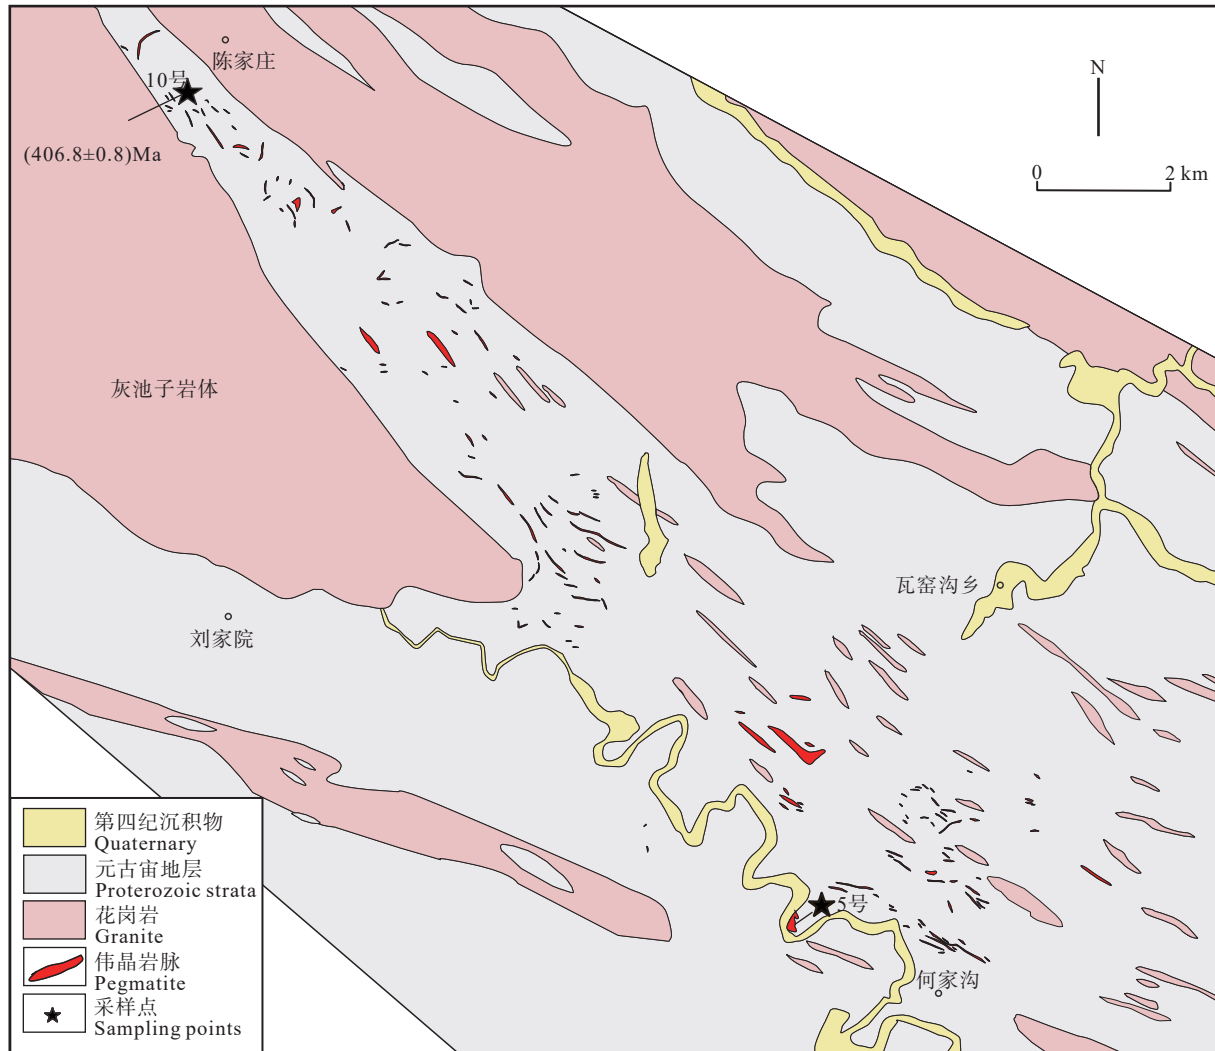 陈家庄
10号
(406.8±0.8)Ma
N
0 2 km
灰池子岩体
瓦窑沟乡
刘家院
5号
何家沟
第四纪沉积物
Quaternary
元古宙地层
Proterozoic strata
花岗岩
Granite
伟晶岩脉
Pegmatite
采样点
Sampling points